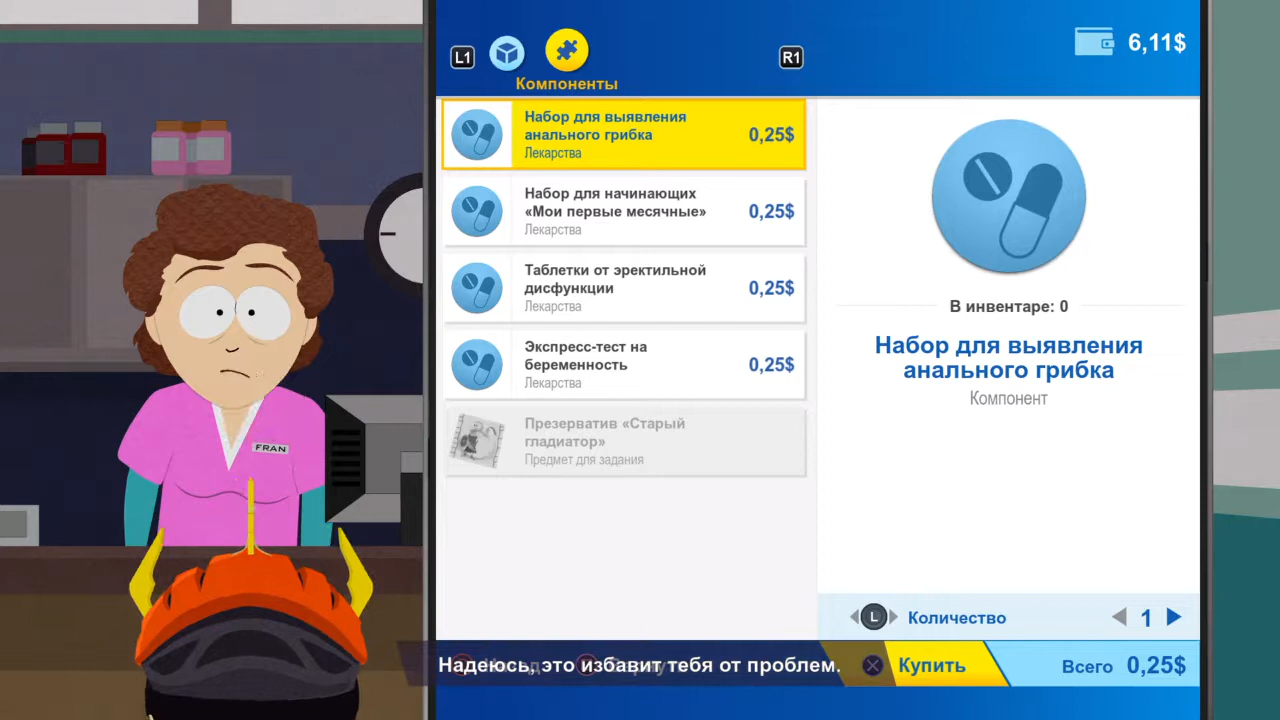 L1
R1
6,11$
Компоненты
Набор для выявления
анального грибка
Лекарства
0,25$
Набор для начинающих
«Мои первые месячные»
Лекарства
0,25$
Таблетки от эректильной
дисфункции
Лекарства
0,25$
Экспресс-тест на
беременность
Лекарства
0,25$
Презерватив «Старый
гладиатор»
Предмет для задания
В инвентаре: 0
Набор для выявления
анального грибка
Компонент
FRAN
L
Количество
1
Надеюсь, это избавит тебя от проблем.
Купить
Всего 0,25$